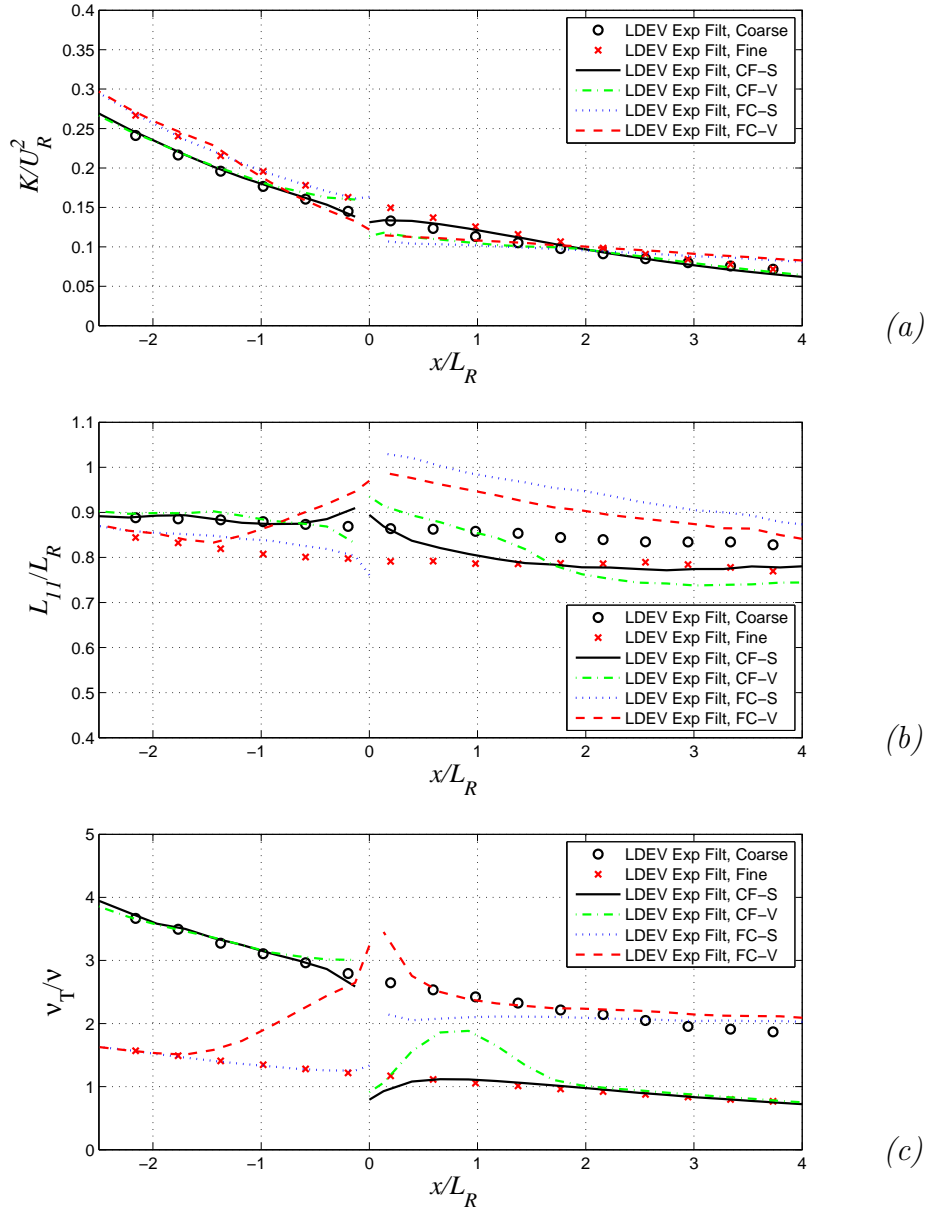 0.4
0.35
0.3
0.25
0.2
0.15
0.1
0.05
0
K/U_R^2
−2 −1 0 1 2 3 4
x/L_R
LDEV Exp Filt, Coarse
LDEV Exp Filt, Fine
LDEV Exp Filt, CF−S
LDEV Exp Filt, CF−V
LDEV Exp Filt, FC−S
LDEV Exp Filt, FC−V
(a)
1.1
1
0.9
0.8
0.7
0.6
0.5
0.4
L_11/L_R
−2 −1 0 1 2 3 4
x/L_R
LDEV Exp Filt, Coarse
LDEV Exp Filt, Fine
LDEV Exp Filt, CF−S
LDEV Exp Filt, CF−V
LDEV Exp Filt, FC−S
LDEV Exp Filt, FC−V
(b)
5
4
3
2
1
0
ν_T/ν
−2 −1 0 1 2 3 4
x/L_R
LDEV Exp Filt, Coarse
LDEV Exp Filt, Fine
LDEV Exp Filt, CF−S
LDEV Exp Filt, CF−V
LDEV Exp Filt, FC−S
LDEV Exp Filt, FC−V
(c)